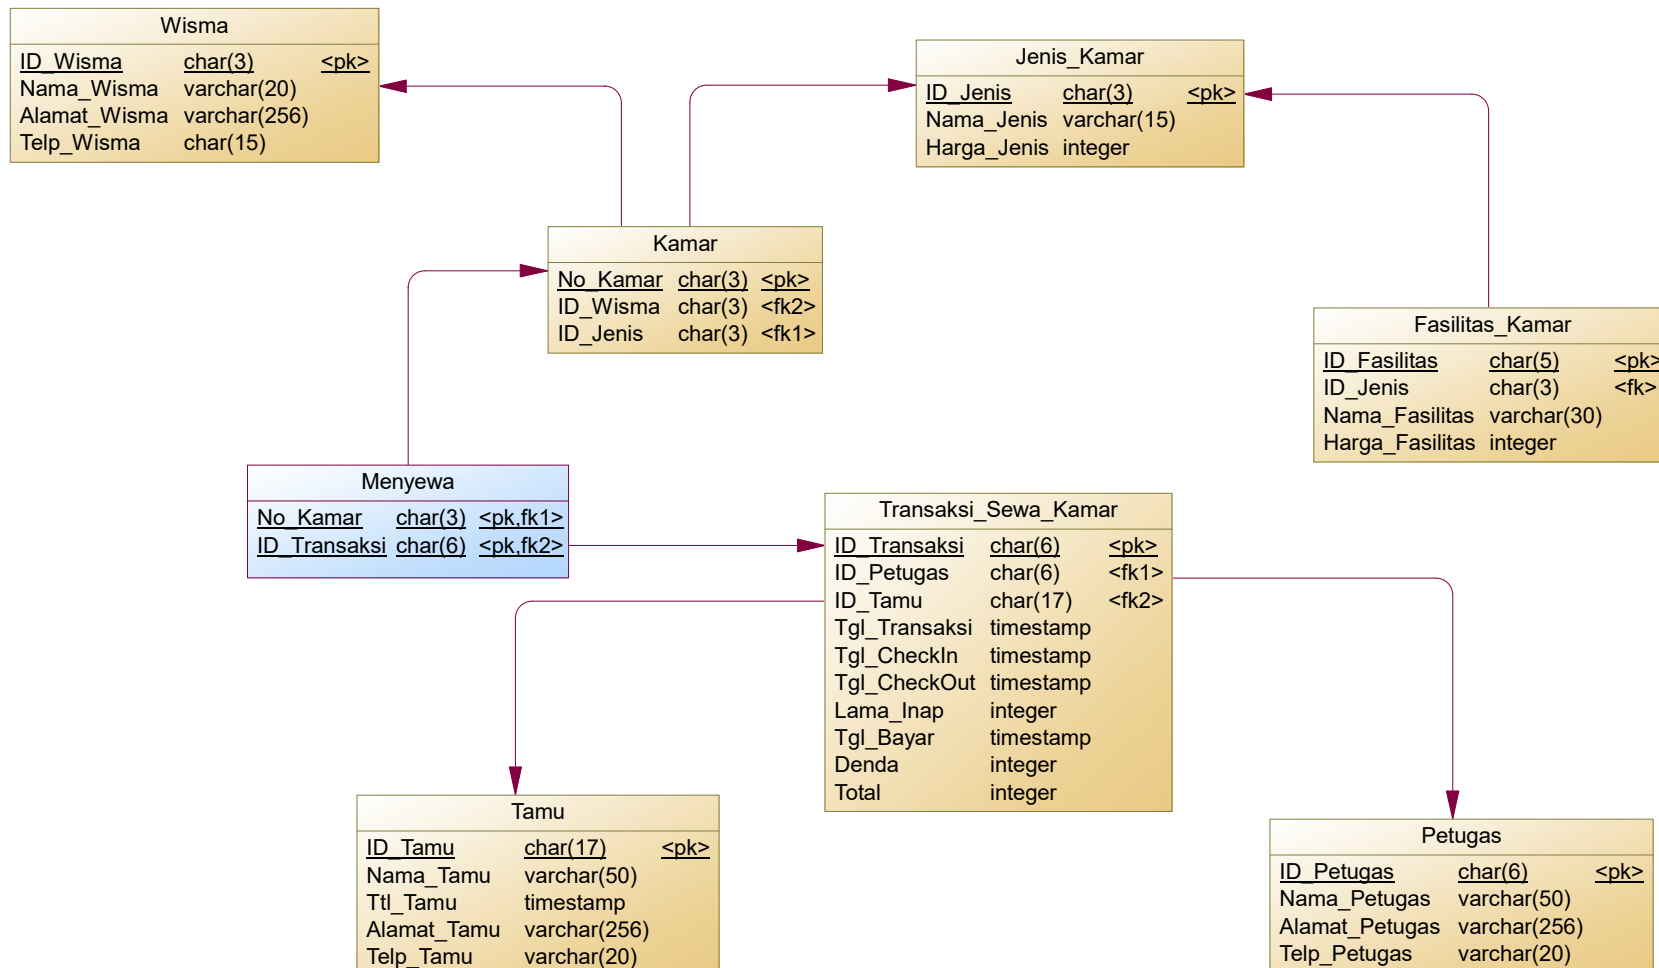 Wisma
ID_Wisma char(3) <pk>
Nama_Wisma varchar(20)
Alamat_Wisma varchar(256)
Telp_Wisma char(15)
Jenis_Kamar
ID_Jenis char(3) <pk>
Nama_Jenis varchar(15)
Harga_Jenis integer
Kamar
No_Kamar char(3) <pk>
ID_Wisma char(3) <fk2>
ID_Jenis char(3) <fk1>
Fasilitas_Kamar
ID_Fasilitas char(5) <pk>
ID_Jenis char(3) <fk>
Nama_Fasilitas varchar(30)
Harga_Fasilitas integer
Menyewa
No_Kamar char(3) <pk,fk1>
ID_Transaksi char(6) <pk,fk2>
Transaksi_Sewa_Kamar
ID_Transaksi char(6) <pk>
ID_Petugas char(6) <fk1>
ID_Tamu char(17) <fk2>
Tgl_Transaksi timestamp
Tgl_CheckIn timestamp
Tgl_CheckOut timestamp
Lama_Inap integer
Tgl_Bayar timestamp
Denda integer
Total integer
Tamu
ID_Tamu char(17) <pk>
Nama_Tamu varchar(50)
Ttl_Tamu timestamp
Alamat_Tamu varchar(256)
Telp_Tamu varchar(20)
Petugas
ID_Petugas char(6) <pk>
Nama_Petugas varchar(50)
Alamat_Petugas varchar(256)
Telp_Petugas varchar(20)